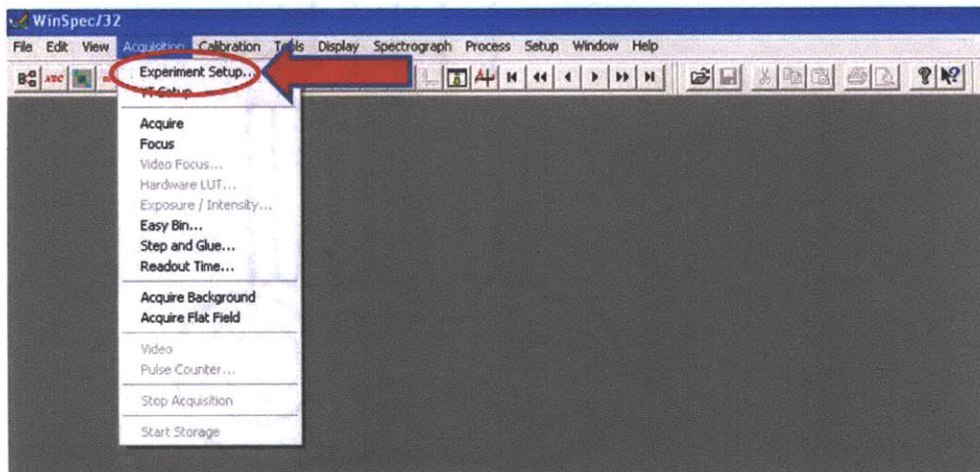 WinSpec/32
File Edit View Acquisition Calibration Tools Display Spectrograph Process Setup Window Help
Experiment Setup...
Setup
Acquire
Focus
Video Focus...
Hardware LUT...
Exposure / Intensity...
Easy Bin...
Step and Glue...
Readout Time...
Acquire Background
Acquire Flat Field
Video
Pulse Counter...
Stop Acquisition
Start Storage